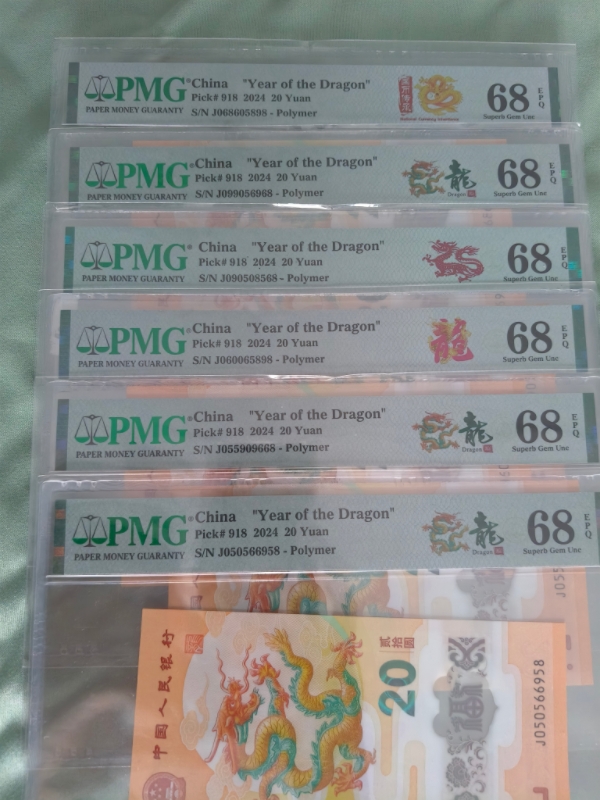 PMG
PAPER MONEY GUARANTY
China "Year of the Dragon"
Pick# 918 2024 20 Yuan
S/N J068605898 - Polymer
68 EPQ
Superb Gem Unc
PMG
PAPER MONEY GUARANTY
China "Year of the Dragon"
Pick# 918 2024 20 Yuan
S/N J099056968 - Polymer
龍
Dragon
68 EPQ
Superb Gem Unc
PMG
PAPER MONEY GUARANTY
China "Year of the Dragon"
Pick# 918 2024 20 Yuan
S/N J090508568 - Polymer
68 EPQ
Superb Gem Unc
PMG
PAPER MONEY GUARANTY
China "Year of the Dragon"
Pick# 918 2024 20 Yuan
S/N J060065898 - Polymer
龍
68 EPQ
Superb Gem Unc
PMG
PAPER MONEY GUARANTY
China "Year of the Dragon"
Pick# 918 2024 20 Yuan
S/N J055909668 - Polymer
龍
Dragon
68 EPQ
Superb Gem Unc
PMG
PAPER MONEY GUARANTY
China "Year of the Dragon"
Pick# 918 2024 20 Yuan
S/N J050566958 - Polymer
龍
Dragon
68 EPQ
Superb Gem Unc
J055
中国人民银行
贰拾圆
20
J050566958